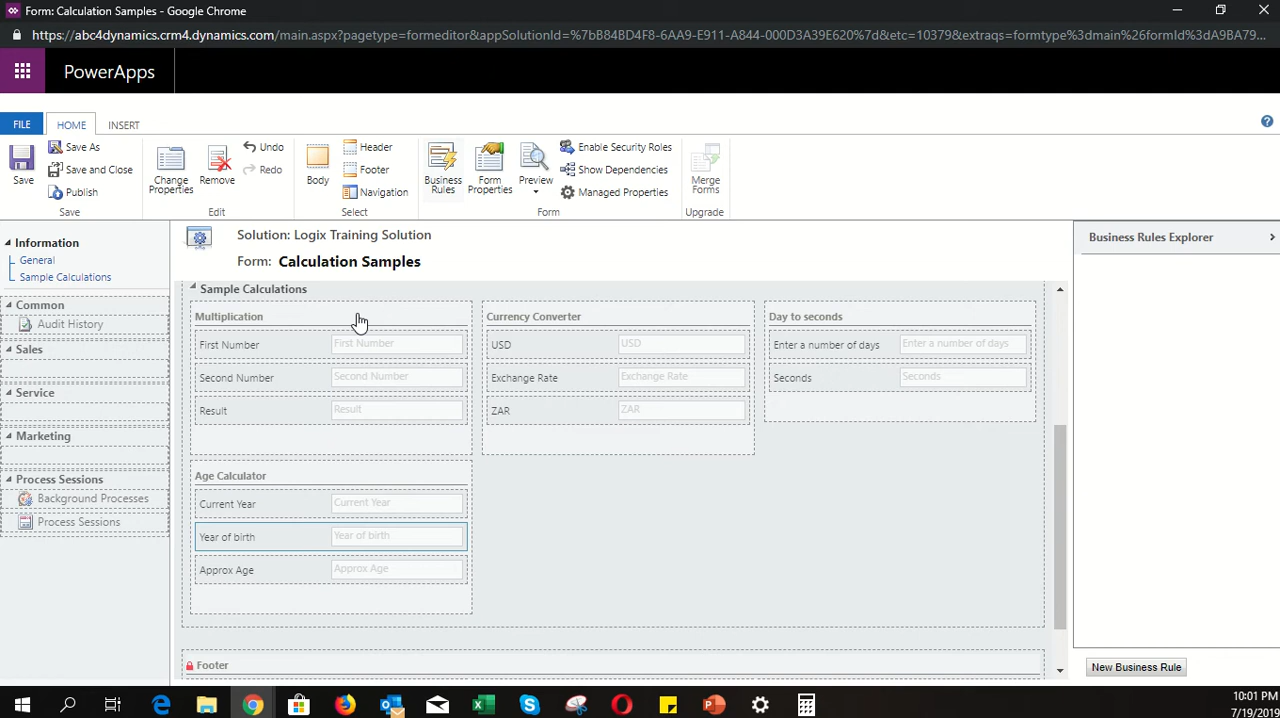 Form: Calculation Samples - Google Chrome
https://abc4dynamics.crm4.dynamics.com/main.aspx?pagetype=formeditor&appSolutionId=%7bB84BD4F8-6AA9-E911-A844-000D3A39E620%7d&etc=10379&extraqs=formtype%3dmain%26formId%3dA9BA79...
PowerApps
FILE HOME INSERT
Save
Save As
Save and Close
Publish
Save
Change Properties
Remove
Undo
Redo
Edit
Body
Header
Footer
Navigation
Select
Business Rules
Form Properties
Preview
Enable Security Roles
Show Dependencies
Managed Properties
Form
Merge Forms
Upgrade
Information
General
Sample Calculations
Common
Audit History
Sales
Service
Marketing
Process Sessions
Background Processes
Process Sessions
Solution: Logix Training Solution
Form: Calculation Samples
Sample Calculations
Multiplication
First Number First Number
Second Number Second Number
Result Result
Currency Converter
USD USD
Exchange Rate Exchange Rate
ZAR ZAR
Day to seconds
Enter a number of days Enter a number of days
Seconds Seconds
Age Calculator
Current Year Current Year
Year of birth Year of birth
Approx Age Approx Age
Footer
Business Rules Explorer
New Business Rule
10:01 PM
7/19/2019